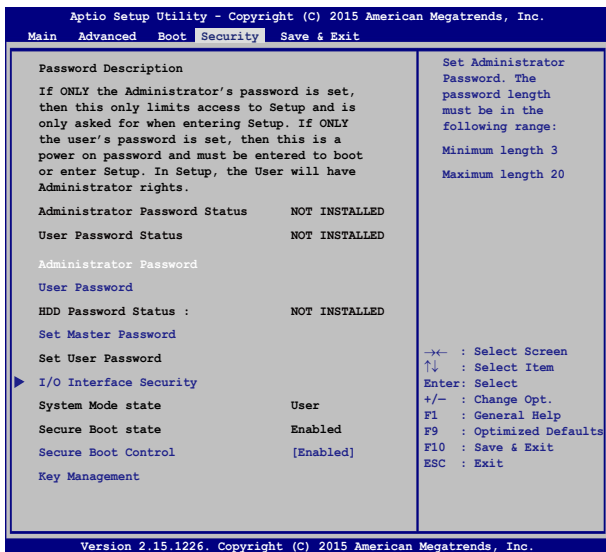 Aptio Setup Utility - Copyright (C) 2015 American Megatrends, Inc.
Main Advanced Boot Security Save & Exit
Password Description
If ONLY the Administrator's password is set,
then this only limits access to Setup and is
only asked for when entering Setup. If ONLY
the user's password is set, then this is a
power on password and must be entered to boot
or enter Setup. In Setup, the User will have
Administrator rights.
Administrator Password Status NOT INSTALLED
User Password Status NOT INSTALLED
Administrator Password
User Password
HDD Password Status : NOT INSTALLED
Set Master Password
Set User Password
I/O Interface Security
System Mode state User
Secure Boot state Enabled
Secure Boot Control [Enabled]
Key Management
Set Administrator
Password. The
password length
must be in the
following range:
Minimum length 3
Maximum length 20
→← : Select Screen
↑↓ : Select Item
Enter: Select
+/— : Change Opt.
F1 : General Help
F9 : Optimized Defaults
F10 : Save & Exit
ESC : Exit
Version 2.15.1226. Copyright (C) 2015 American Megatrends, Inc.